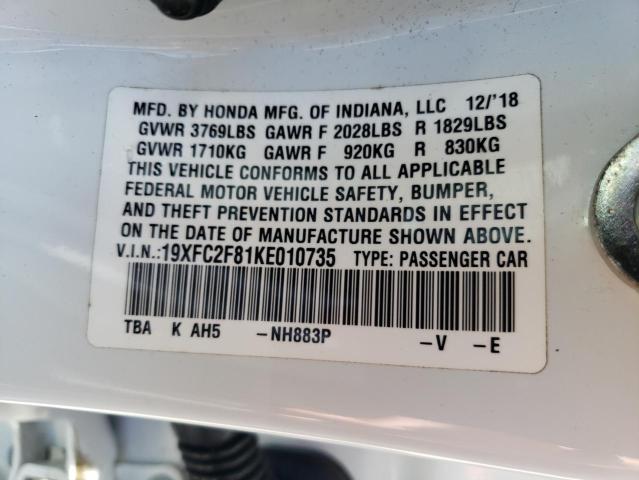 MFD. BY HONDA MFG. OF INDIANA, LLC 12/'18
GVWR 3769LBS GAWR F 2028LBS R 1829LBS
GVWR 1710KG GAWR F 920KG R 830KG
THIS VEHICLE CONFORMS TO ALL APPLICABLE
FEDERAL MOTOR VEHICLE SAFETY, BUMPER,
AND THEFT PREVENTION STANDARDS IN EFFECT
ON THE DATE OF MANUFACTURE SHOWN ABOVE.
V.I.N.:19XFC2F81KE010735 TYPE: PASSENGER CAR
TBA K AH5 -NH883P -V -E